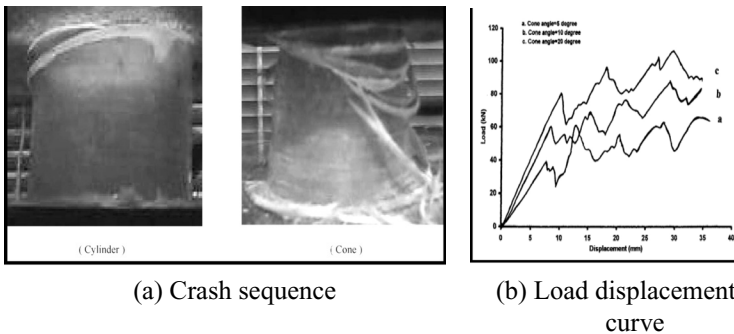 ( Cylinder )
( Cone )
(a) Crash sequence
a. Cone angle=5 degree
b. Cone angle=10 degree
c. Cone angle=20 degree
120
100
80
60
40
20
0
Load (kN)
c
b
a
0 5 10 15 20 25 30 35 40
Displacement (mm)
(b) Load displacement
curve